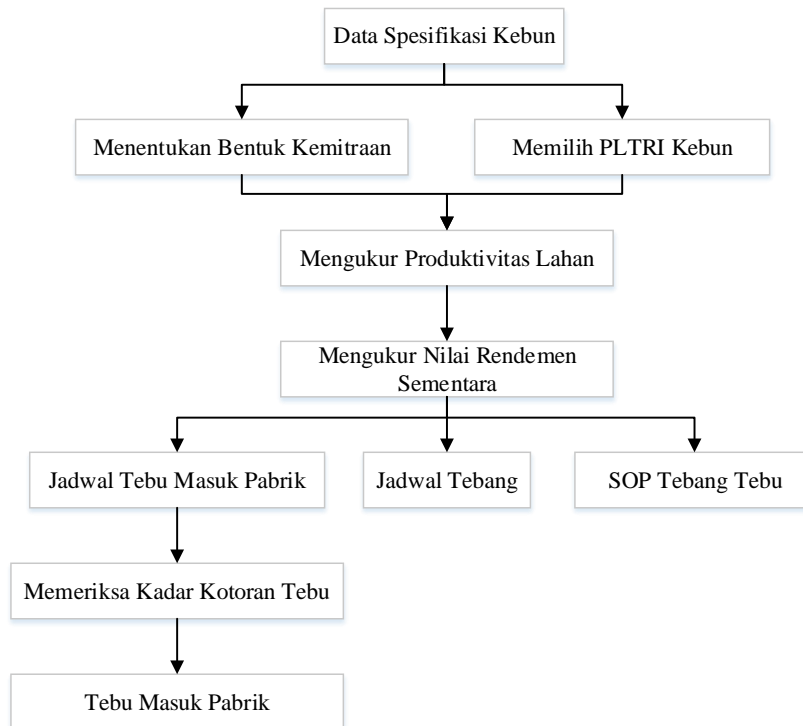 Data Spesifikasi Kebun
Menentukan Bentuk Kemitraan
Memilih PLTRI Kebun
Mengukur Produktivitas Lahan
Mengukur Nilai Rendemen
Sementara
Jadwal Tebu Masuk Pabrik
Jadwal Tebang
SOP Tebang Tebu
Memeriksa Kadar Kotoran Tebu
Tebu Masuk Pabrik